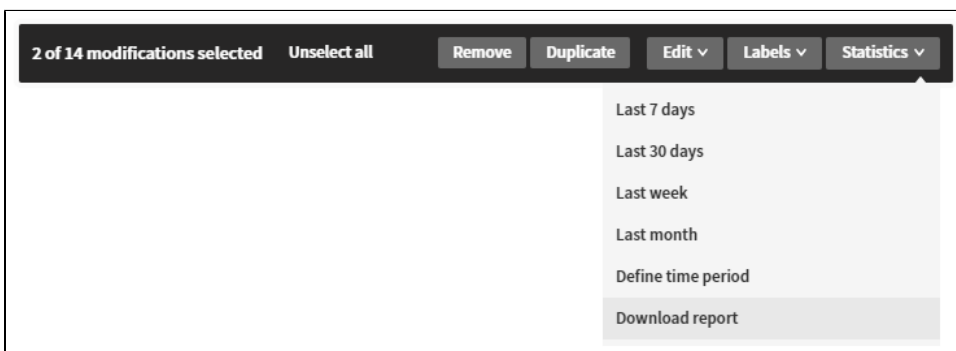 2 of 14 modifications selected Unselect all Remove Duplicate Edit Labels Statistics
Last 7 days
Last 30 days
Last week
Last month
Define time period
Download report